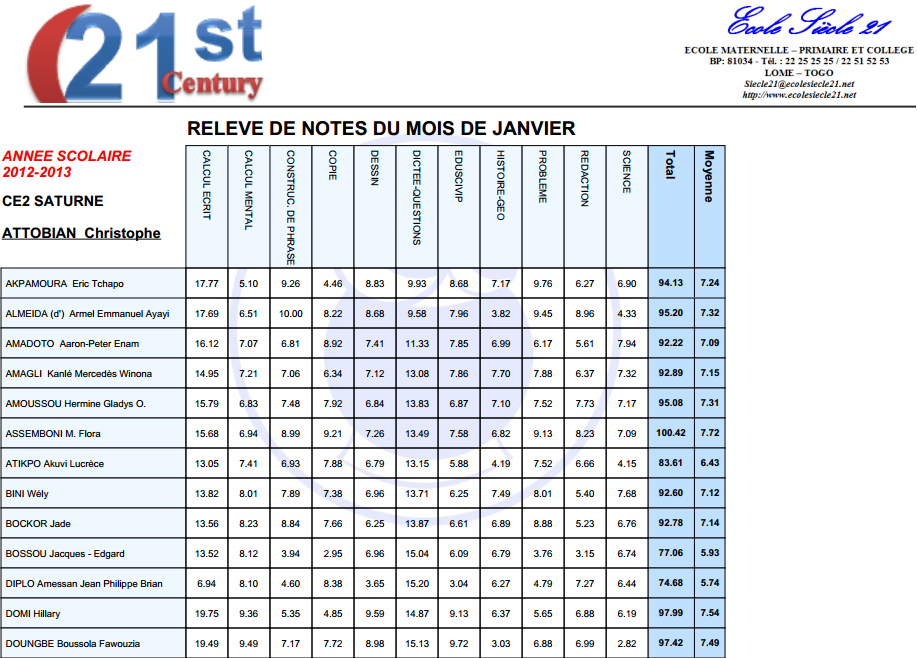 21st
Century
Ecole Siècle 21
ECOLE MATERNELLE – PRIMAIRE ET COLLEGE
BP: 81034 - Tél. : 22 25 25 25 / 22 51 52 53
LOME – TOGO
Siecle21@ecolesiecle21.net
http://www.ecolesiecle21.net
RELEVE DE NOTES DU MOIS DE JANVIER
ANNEE SCOLAIRE
2012-2013
CE2 SATURNE
ATTOBIAN Christophe
CALCUL ECRIT CALCUL MENTAL CONSTRUC. DE PHRASE COPIE DESSIN DICTEE-QUESTIONS EDUSCIVIP HISTOIRE-GEO PROBLEME REDACTION SCIENCE Total Moyenne
AKPAMOURA Eric Tchapo 17.77 5.10 9.26 4.46 8.83 9.93 8.68 7.17 9.76 6.27 6.90 94.13 7.24
ALMEIDA (d') Armel Emmanuel Ayayi 17.69 6.51 10.00 8.22 8.68 9.58 7.96 3.82 9.45 8.96 4.33 95.20 7.32
AMADOTO Aaron-Peter Enam 16.12 7.07 6.81 8.92 7.41 11.33 7.85 6.99 6.17 5.61 7.94 92.22 7.09
AMAGLI Kanlé Mercedès Winona 14.95 7.21 7.06 6.34 7.12 13.08 7.86 7.70 7.88 6.37 7.32 92.89 7.15
AMOUSSOU Hermine Gladys O. 15.79 6.83 7.48 7.92 6.84 13.83 6.87 7.10 7.52 7.73 7.17 95.08 7.31
ASSEMBONI M. Flora 15.68 6.94 8.99 9.21 7.26 13.49 7.58 6.82 9.13 8.23 7.09 100.42 7.72
ATIKPO Akuvi Lucrèce 13.05 7.41 6.93 7.88 6.79 13.15 5.88 4.19 7.52 6.66 4.15 83.61 6.43
BINI Wély 13.82 8.01 7.89 7.38 6.96 13.71 6.25 7.49 8.01 5.40 7.68 92.60 7.12
BOCKOR Jade 13.56 8.23 8.84 7.66 6.25 13.87 6.61 6.89 8.88 5.23 6.76 92.78 7.14
BOSSOU Jacques - Edgard 13.52 8.12 3.94 2.95 6.96 15.04 6.09 6.79 3.76 3.15 6.74 77.06 5.93
DIPLO Amessan Jean Philippe Brian 6.94 8.10 4.60 8.38 3.65 15.20 3.04 6.27 4.79 7.27 6.44 74.68 5.74
DOMI Hillary 19.75 9.36 5.35 4.85 9.59 14.87 9.13 6.37 5.65 6.88 6.19 97.99 7.54
DOUNGBE Boussola Fawouzia 19.49 9.49 7.17 7.72 8.98 15.13 9.72 3.03 6.88 6.99 2.82 97.42 7.49